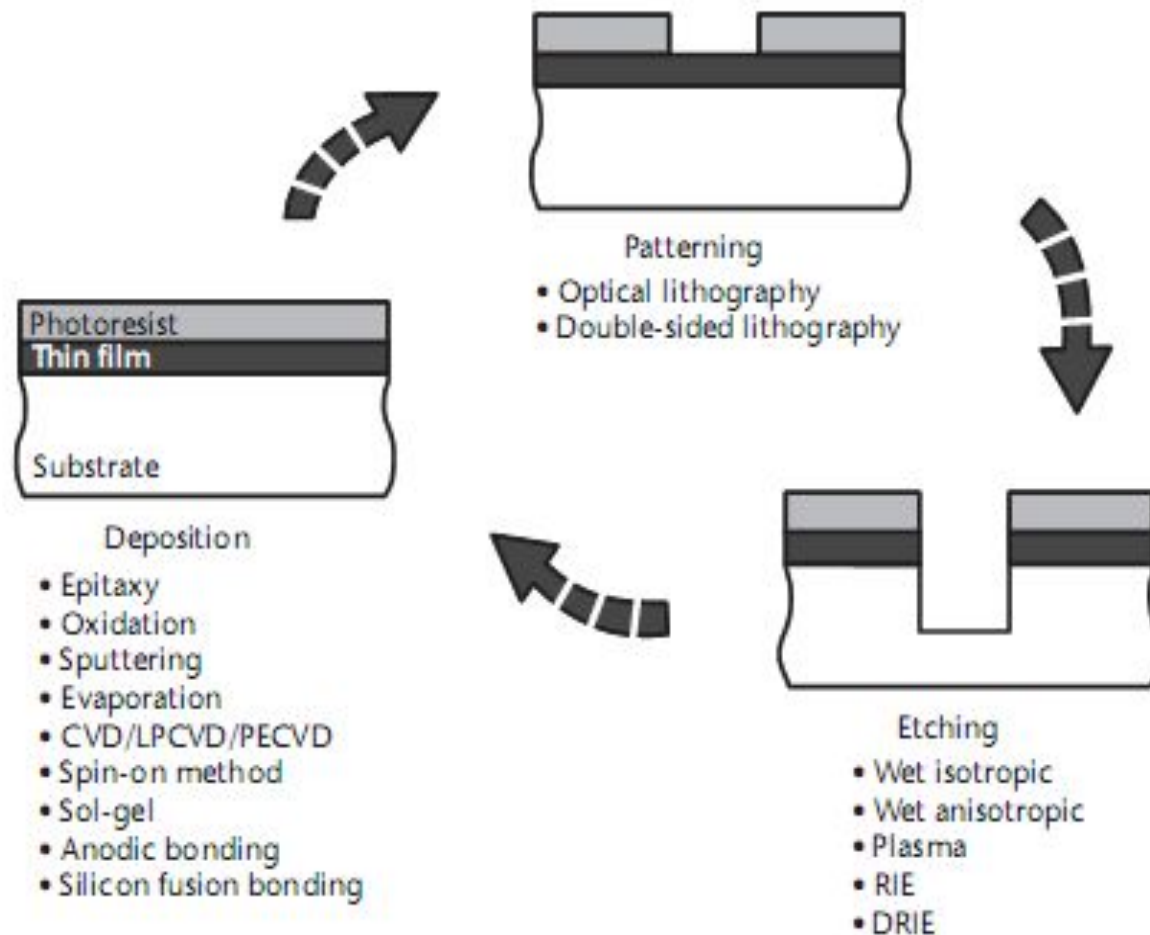 Patterning
• Optical lithography
• Double-sided lithography
Photoresist
Thin film
Substrate
Deposition
• Epitaxy
• Oxidation
• Sputtering
• Evaporation
• CVD/LPCVD/PECVD
• Spin-on method
• Sol-gel
• Anodic bonding
• Silicon fusion bonding
Etching
• Wet isotropic
• Wet anisotropic
• Plasma
• RIE
• DRIE